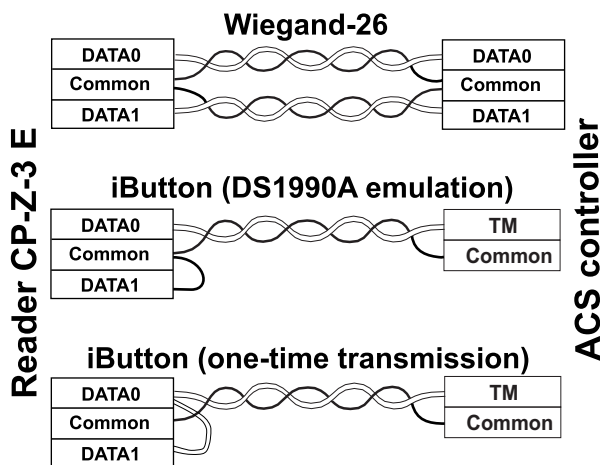 Wiegand-26
DATA0
Common
DATA1
DATA0
Common
DATA1
iButton (DS1990A emulation)
DATA0
Common
DATA1
TM
Common
iButton (one-time transmission)
DATA0
Common
DATA1
TM
Common
Reader CP-Z-3 E
ACS controller